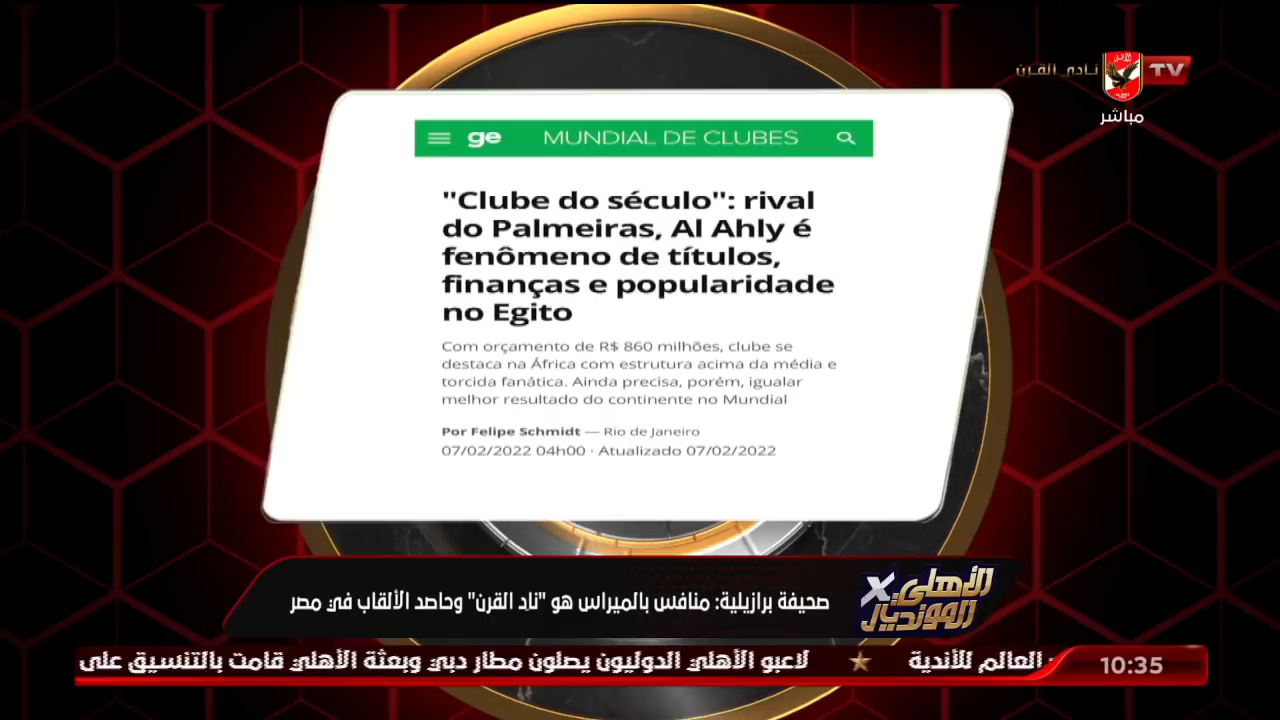 نادي القرن
TV
مباشر
ge
MUNDIAL DE CLUBES
"Clube do século": rival
do Palmeiras, Al Ahly é
fenômeno de títulos,
finanças e popularidade
no Egito
Com orçamento de R$ 860 milhões, clube se
destaca na África com estrutura acima da média e
torcida fanática. Ainda precisa, porém, igualar
melhor resultado do continente no Mundial
Por Felipe Schmidt — Rio de Janeiro
07/02/2022 04h00 · Atualizado 07/02/2022
الأهلي X
المونديال
صحيفة برازيلية: منافس بالميراس هو "ناد القرن" وحاصد الألقاب في مصر
العالم للأندية ★ لاعبو الأهلي الدوليون يصلون مطار دبي وبعثة الأهلي قامت بالتنسيق على
10:35